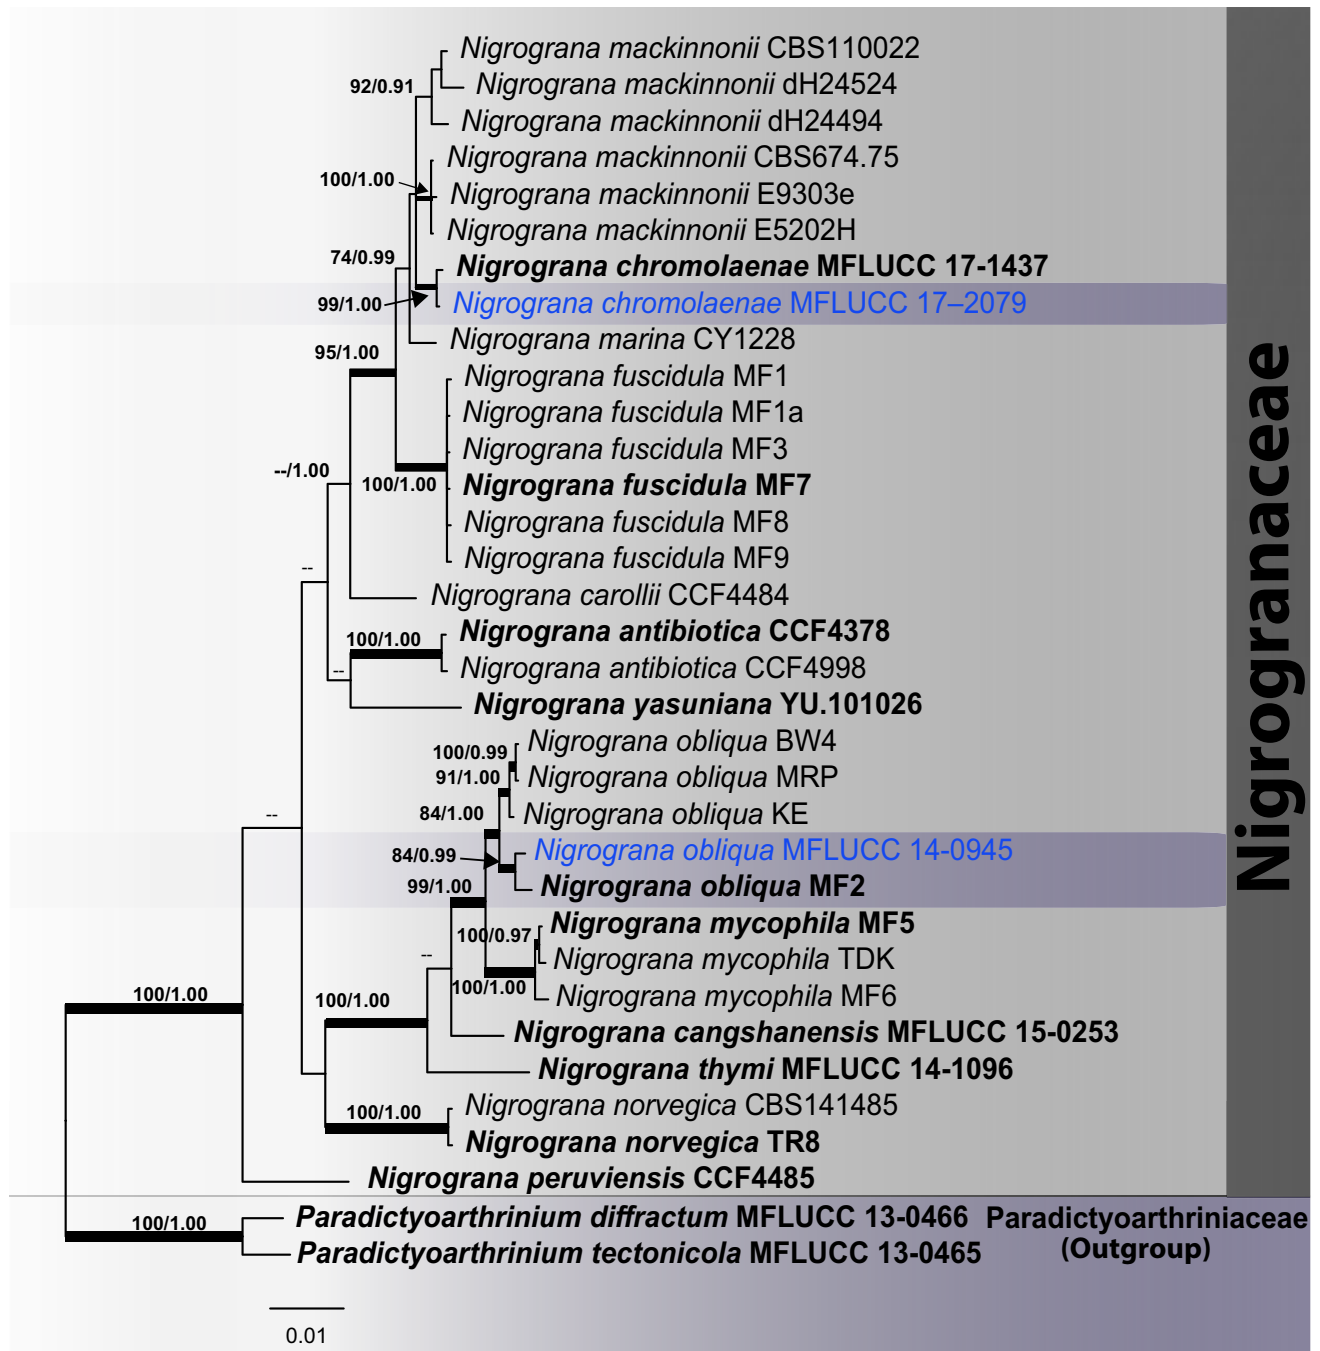 Nigrograna mackinnonii CBS110022
92/0.91
Nigrograna mackinnonii dH24524
Nigrograna mackinnonii dH24494
Nigrograna mackinnonii CBS674.75
100/1.00
Nigrograna mackinnonii E9303e
Nigrograna mackinnonii E5202H
74/0.99
Nigrograna chromolaenae MFLUCC 17-1437
99/1.00
Nigrograna chromolaenae MFLUCC 17–2079
Nigrograna marina CY1228
95/1.00
Nigrograna fuscidula MF1
Nigrograna fuscidula MF1a
Nigrograna fuscidula MF3
--/1.00
100/1.00
Nigrograna fuscidula MF7
Nigrograna fuscidula MF8
Nigrograna fuscidula MF9
--
Nigrograna carollii CCF4484
Nigrograna antibiotica CCF4378
100/1.00
Nigrograna antibiotica CCF4998
--
Nigrograna yasuniana YU.101026
Nigrograna obliqua BW4
100/0.99
Nigrograna obliqua MRP
91/1.00
Nigrograna obliqua KE
84/1.00
--
Nigrograna obliqua MFLUCC 14-0945
84/0.99
Nigrograna obliqua MF2
99/1.00
Nigrograna mycophila MF5
100/0.97
Nigrograna mycophila TDK
--
100/1.00
Nigrograna mycophila MF6
100/1.00
100/1.00
Nigrograna cangshanensis MFLUCC 15-0253
Nigrograna thymi MFLUCC 14-1096
Nigrograna norvegica CBS141485
100/1.00
Nigrograna norvegica TR8
Nigrograna peruviensis CCF4485
Nigrogranaceae
Paradictyoarthrinium diffractum MFLUCC 13-0466
100/1.00
Paradictyoarthrinium tectonicola MFLUCC 13-0465
Paradictyoarthriniaceae
(Outgroup)
0.01